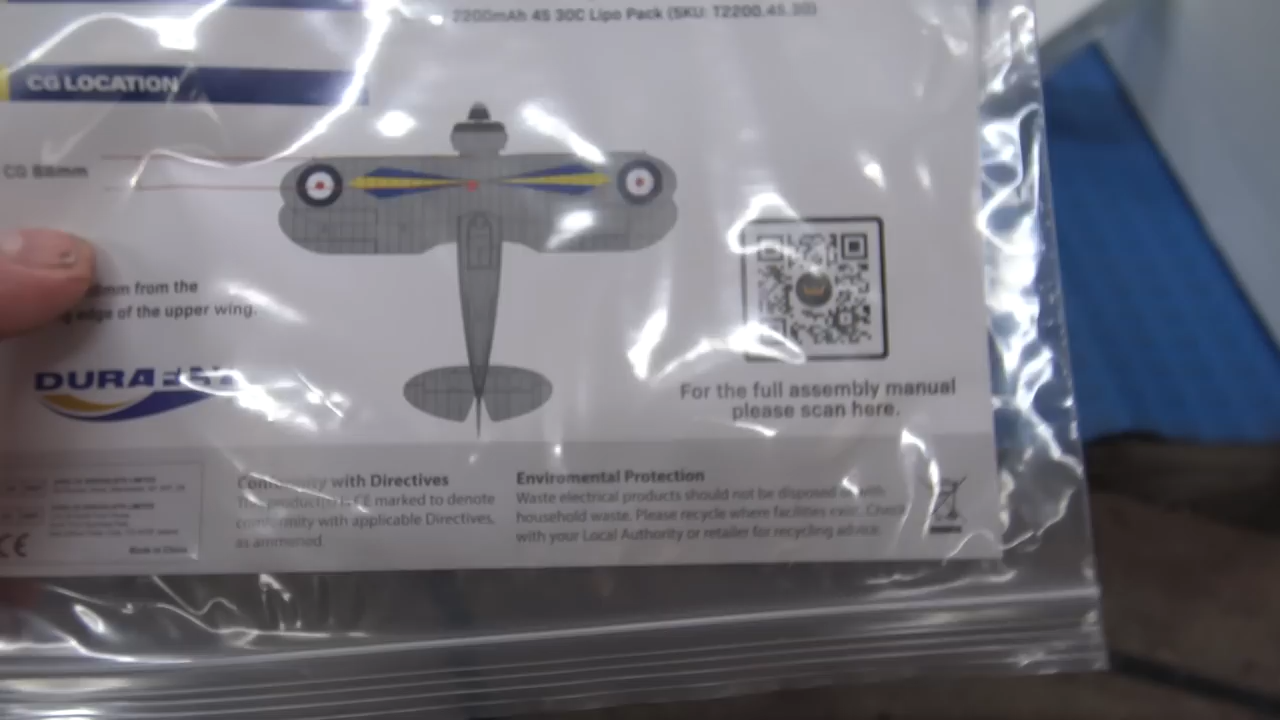 2200mAh 4S 30C Lipo Pack (SKU: T2200.4S.30)
CG LOCATION
CG 88mm
mm from the
edge of the upper wing.
DURA
For the full assembly manual
please scan here.
Conformity with Directives
This product is CE marked to denote
conformity with applicable Directives,
as ammened
Enviromental Protection
Waste electrical products should not be disposed with
household waste. Please recycle where facilities exist. Check
with your Local Authority or retailer for recycling advice
CE
Made in China